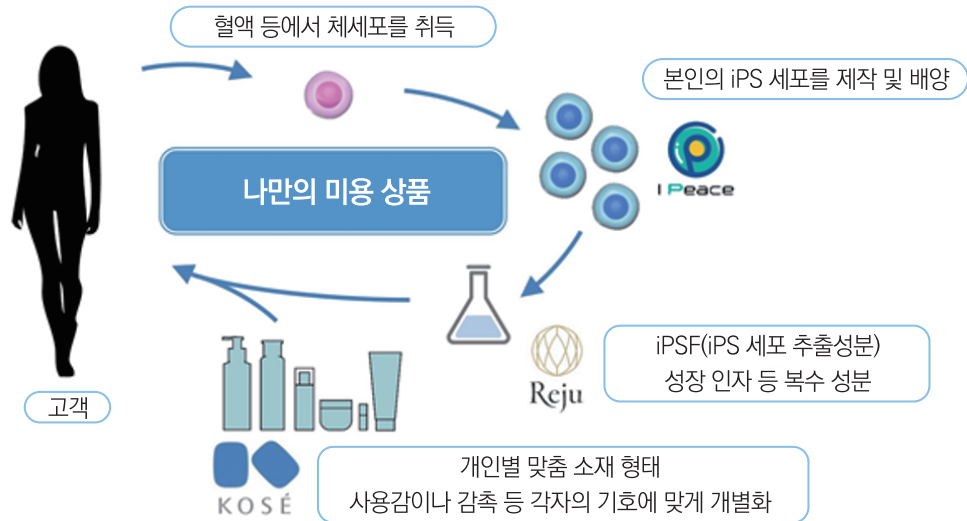 혈액 등에서 체세포를 취득
본인의 iPS 세포를 제작 및 배양
I Peace
나만의 미용 상품
iPSF(iPS 세포 추출성분)
성장 인자 등 복수 성분
Reju
고객
개인별 맞춤 소재 형태
사용감이나 감촉 등 각자의 기호에 맞게 개별화
KOSÉ